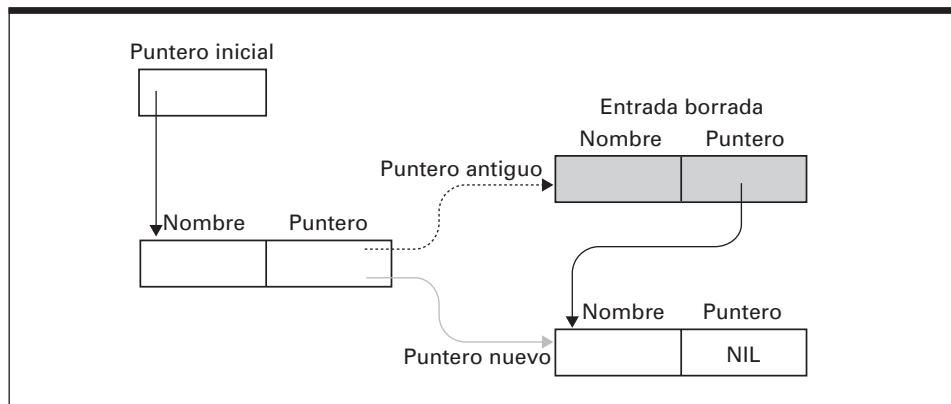 Puntero inicial
Entrada borrada
Nombre Puntero
Puntero antiguo
Nombre Puntero
Nombre Puntero
Puntero nuevo
NIL